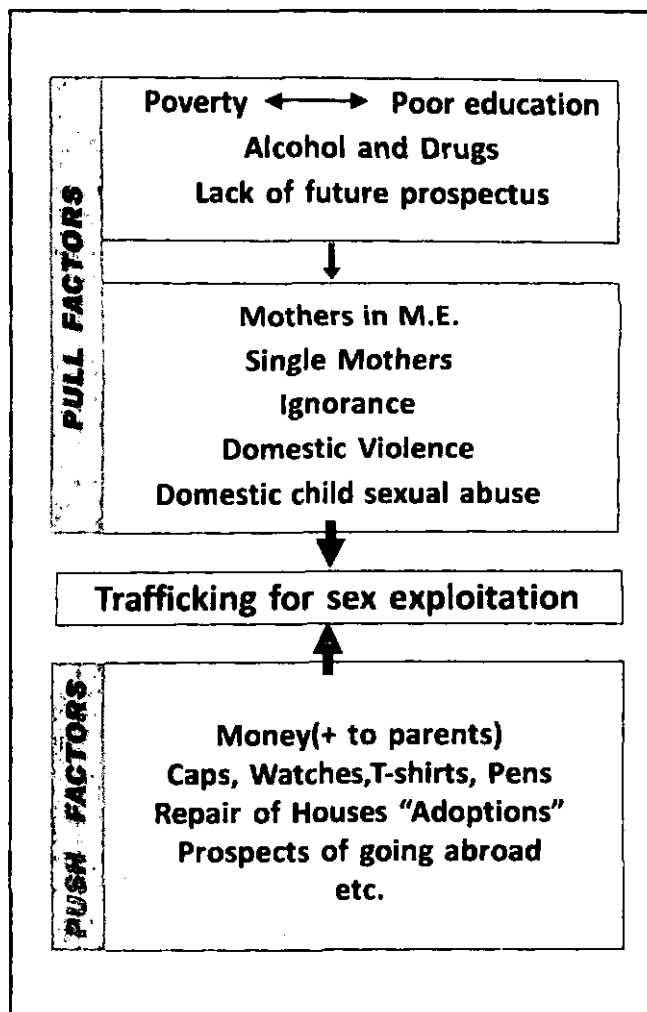 PULL FACTORS
Poverty ⟷ Poor education
Alcohol and Drugs
Lack of future prospectus
Mothers in M.E.
Single Mothers
Ignorance
Domestic Violence
Domestic child sexual abuse
Trafficking for sex exploitation
PUSH FACTORS
Money(+ to parents)
Caps, Watches,T-shirts, Pens
Repair of Houses “Adoptions”
Prospects of going abroad
etc.